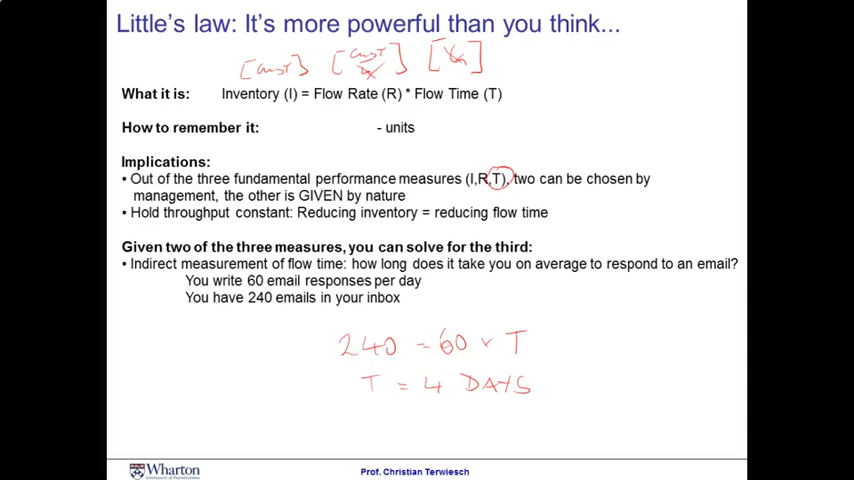 Little's law: It's more powerful than you think...
[cust] [cust
What it is: Inventory (I) = Flow Rate (R) * Flow Time (T)
How to remember it: - units
Implications:
• Out of the three fundamental performance measures (I,R,T), two can be chosen by
management, the other is GIVEN by nature
• Hold throughput constant: Reducing inventory = reducing flow time
Given two of the three measures, you can solve for the third:
• Indirect measurement of flow time: how long does it take you on average to respond to an email?
You write 60 email responses per day
You have 240 emails in your inbox
240 = 60 × T
T = 4 DAYS
Wharton
University of Pennsylvania
Prof. Christian Terwiesch